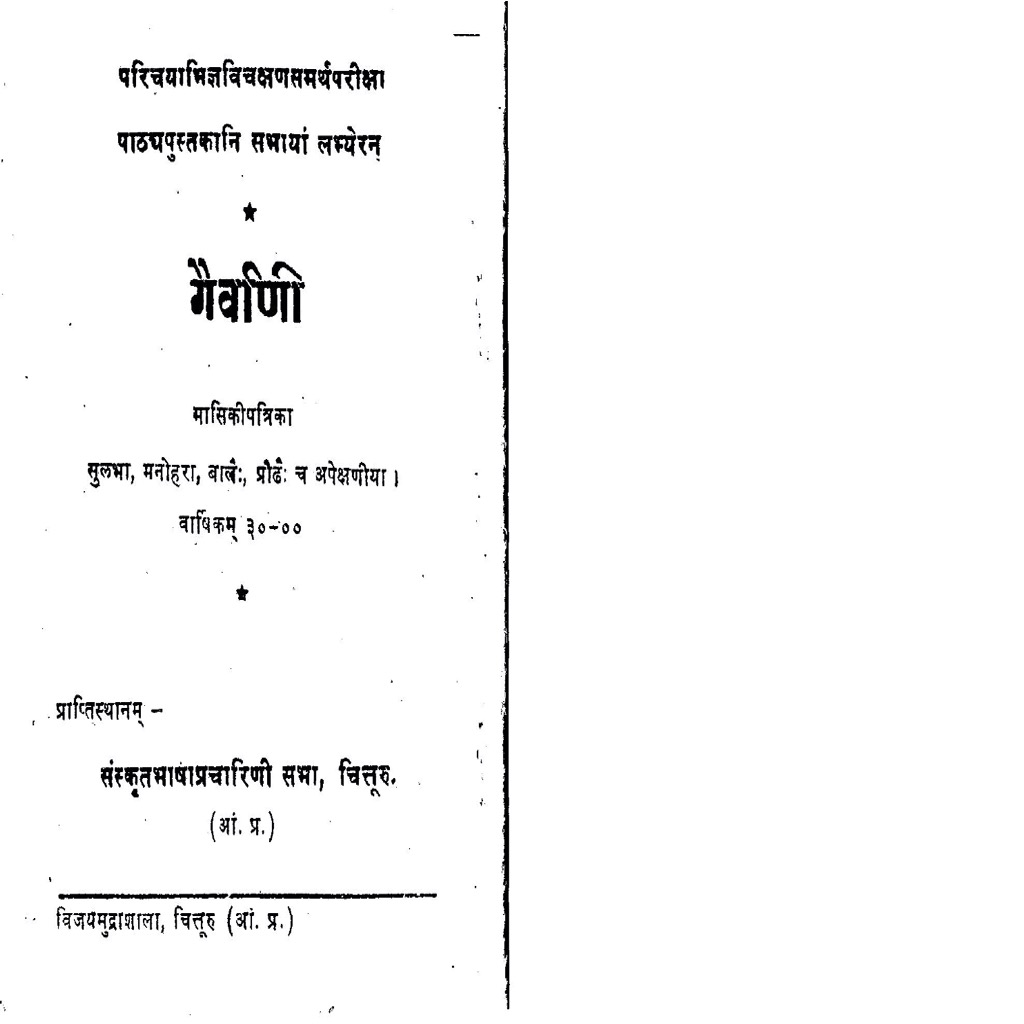 परिचयाभिज्ञविचक्षणसमर्थपरीक्षा
पाठ्यपुस्तकानि सभायां लभ्येरन्
★
गैर्वाणी
मासिकीपत्रिका
सुलभा, मनोहरा, बालैः, प्रौढैः च अपेक्षणीया ।
वार्षिकम् ३०-००
★
प्राप्तिस्थानम् –
संस्कृतभाषाप्रचारिणी सभा, चित्तूरु.
(आं. प्र.)
विजयमुद्राशाला, चित्तूरु (आं. प्र.)